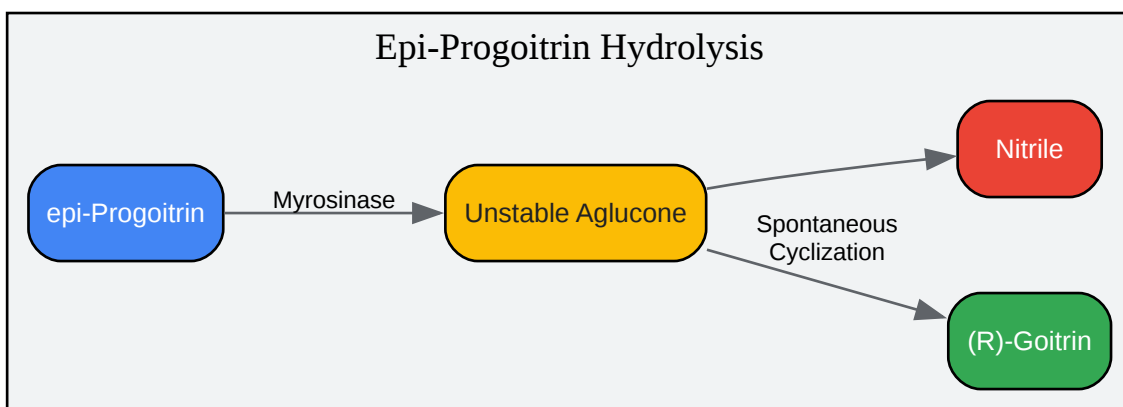 Epi-Progoitrin Hydrolysis
epi-Progoitrin
Myrosinase
Unstable Aglucone
Nitrile
Spontaneous
Cyclization
(R)-Goitrin